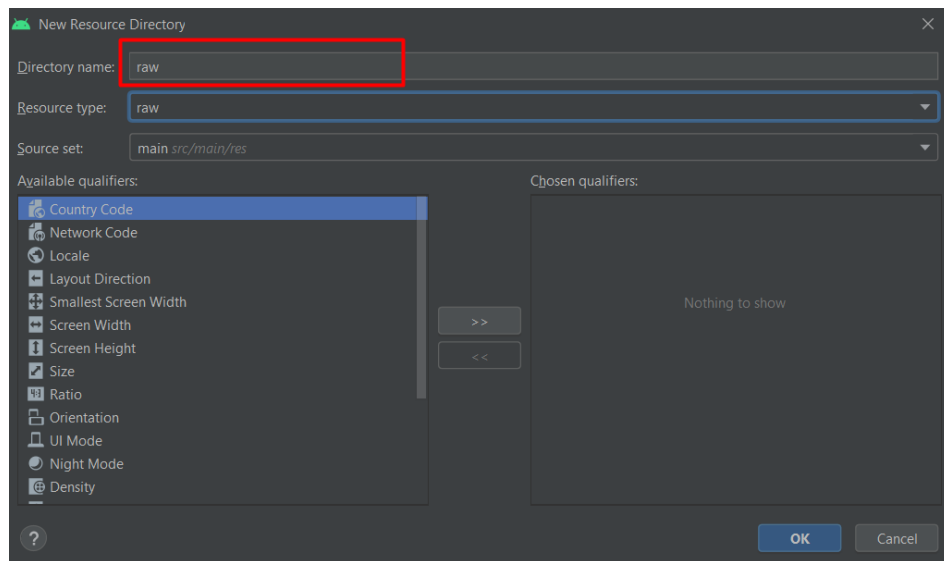 New Resource Directory
Directory name: raw
Resource type: raw
Source set: main src/main/res
Available qualifiers:
Chosen qualifiers:
Country Code
Network Code
Locale
Layout Direction
Smallest Screen Width
Screen Width
Screen Height
Size
Ratio
Orientation
UI Mode
Night Mode
Density
>>
<<
Nothing to show
?
OK
Cancel